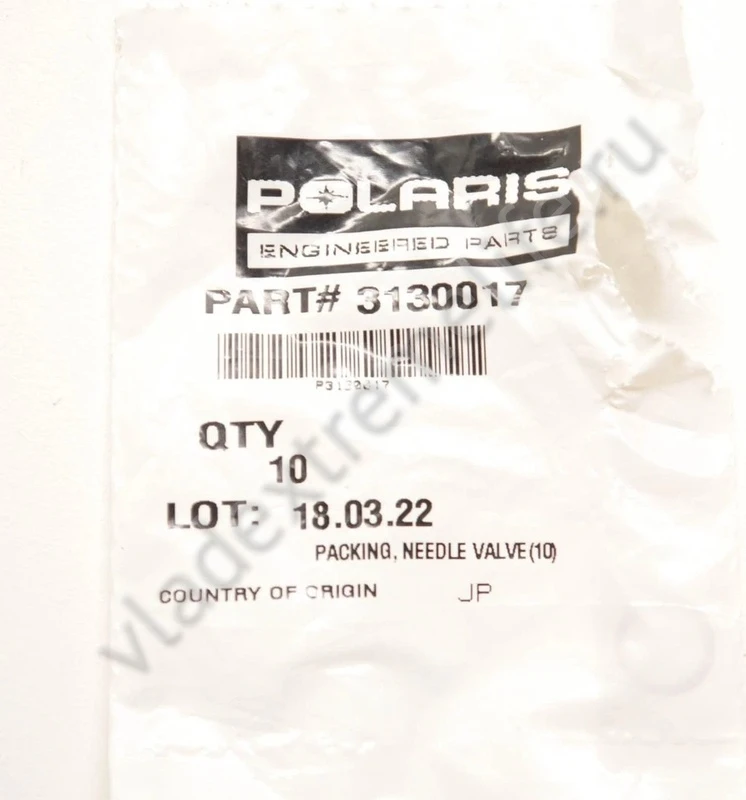 POLARIS
ENGINEERED PARTS
PART# 3130017
P3130017
QTY
10
LOT: 18.03.22
PACKING, NEEDLE VALVE (10)
COUNTRY OF ORIGIN JP